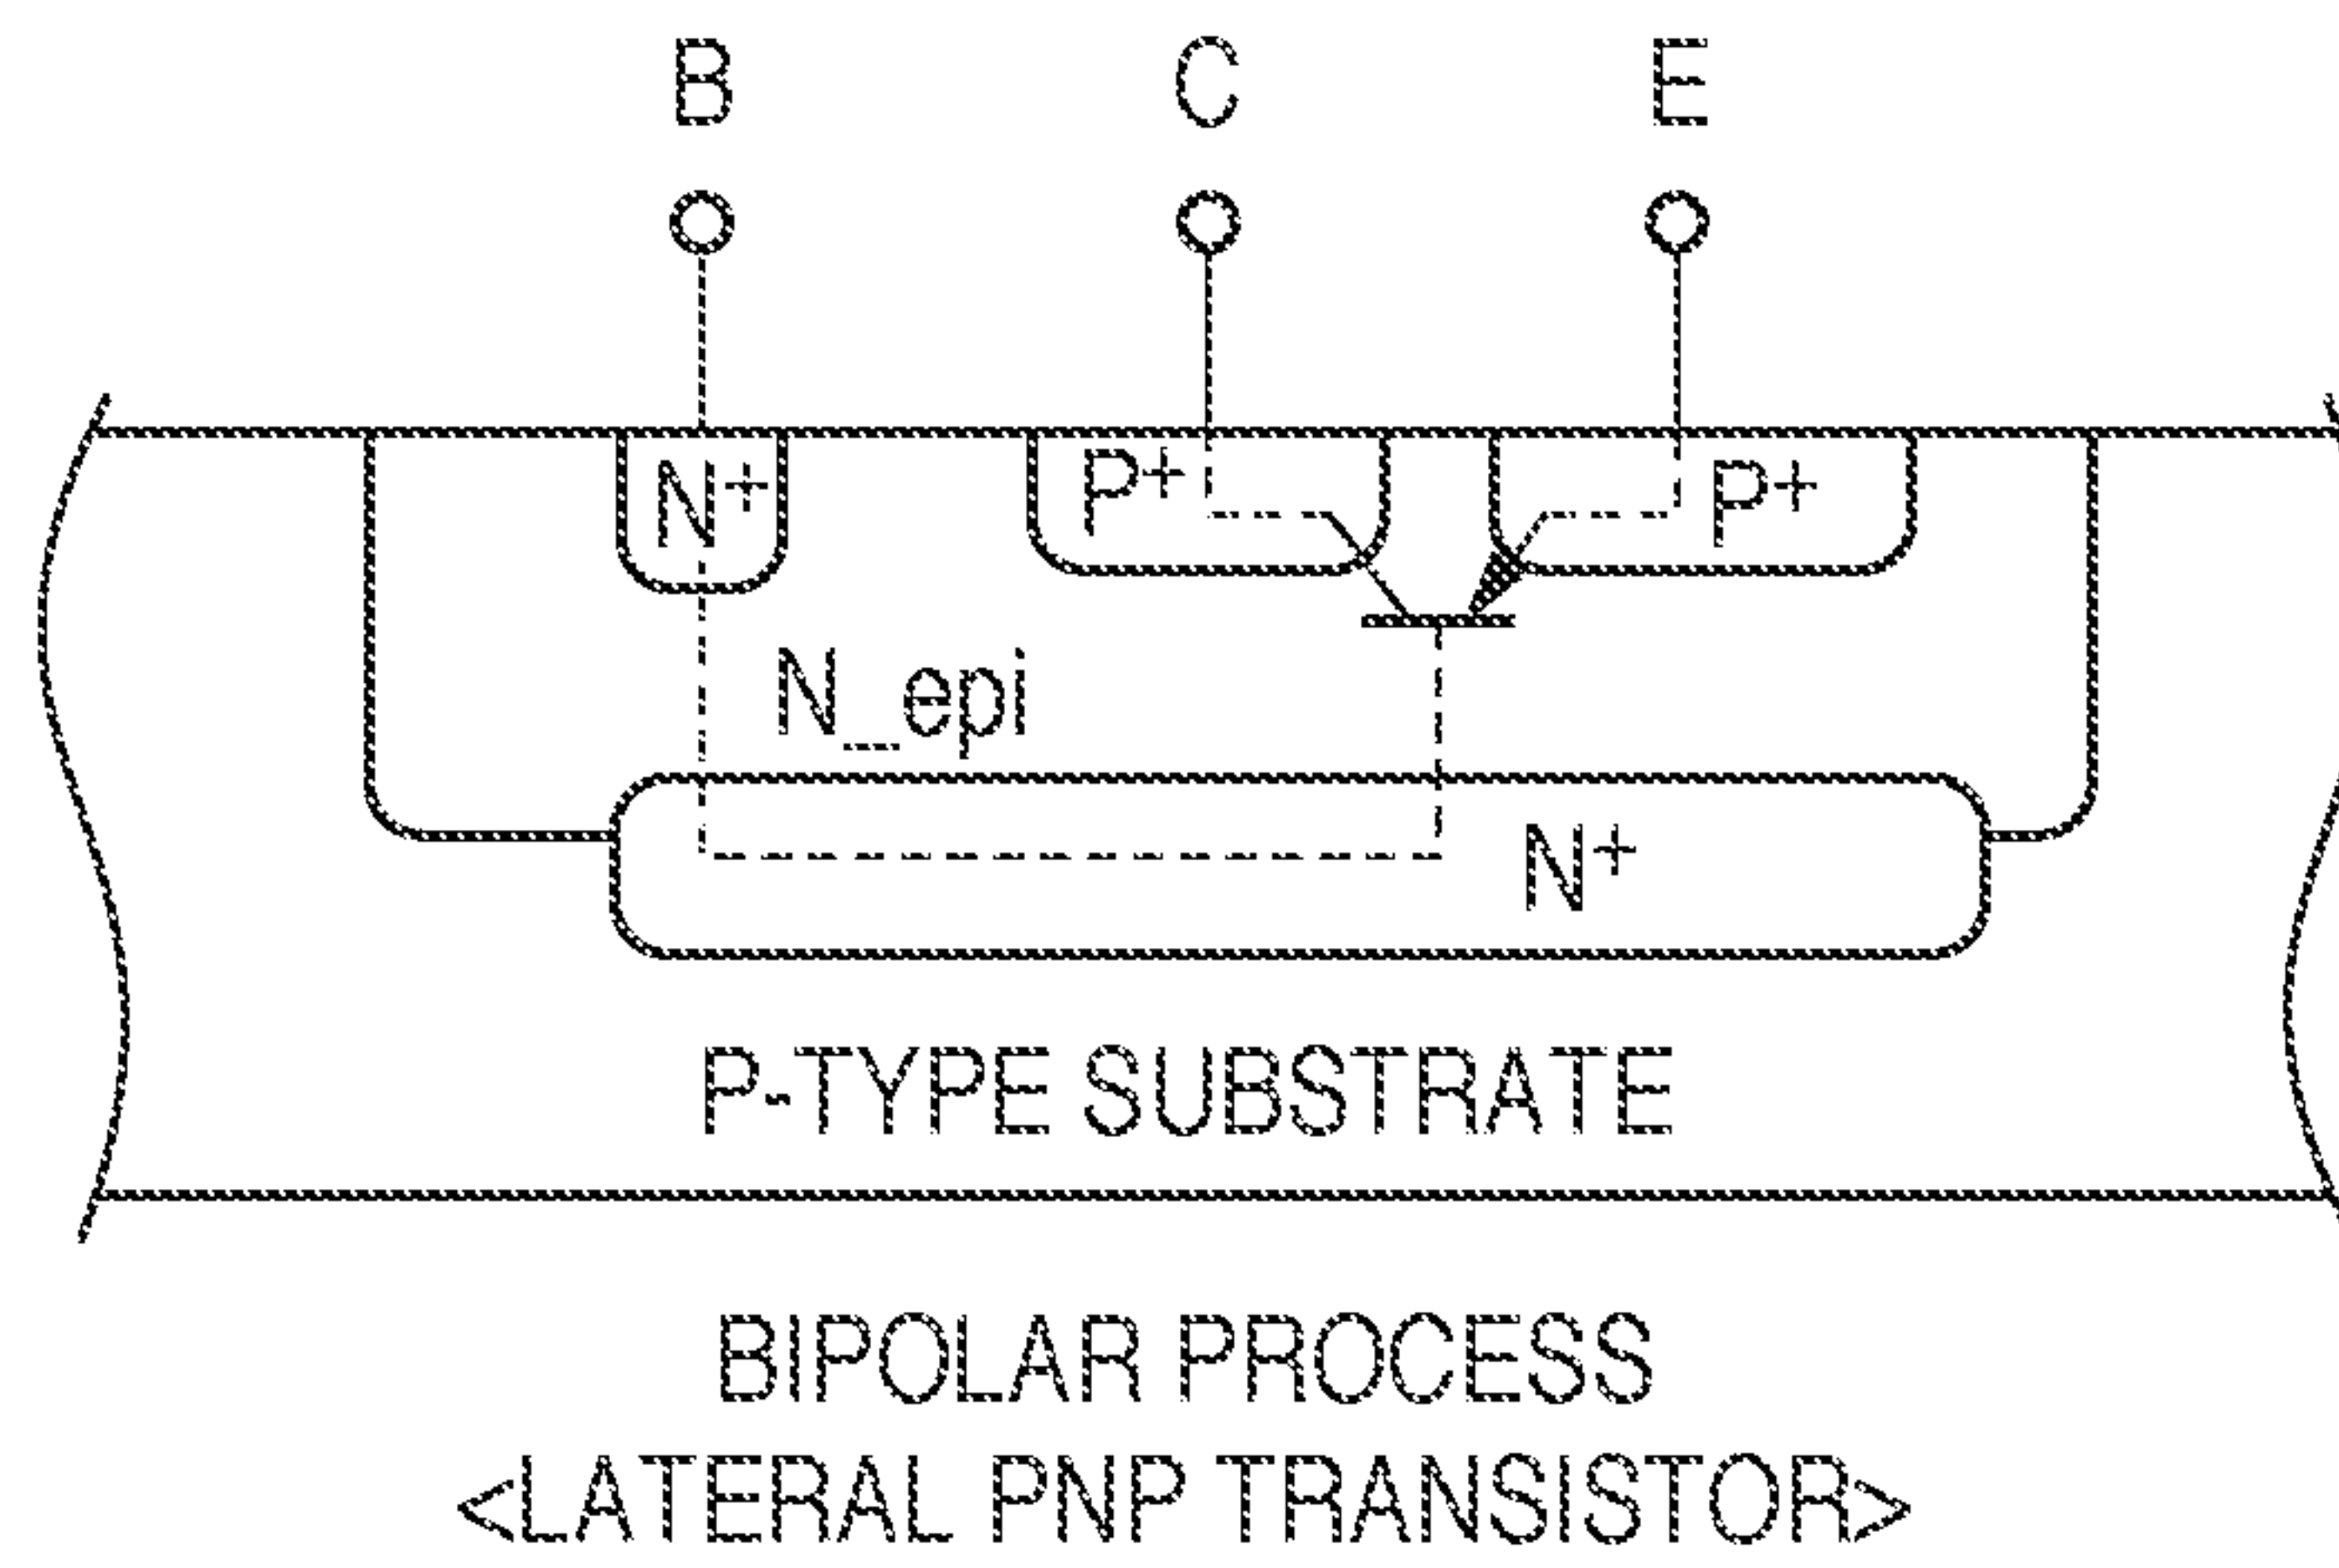 B C E
N+ P+ P+
N_epi
N+
P-TYPE SUBSTRATE
BIPOLAR PROCESS
<LATERAL PNP TRANSISTOR>